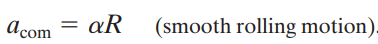 a_com = αR (smooth rolling motion).